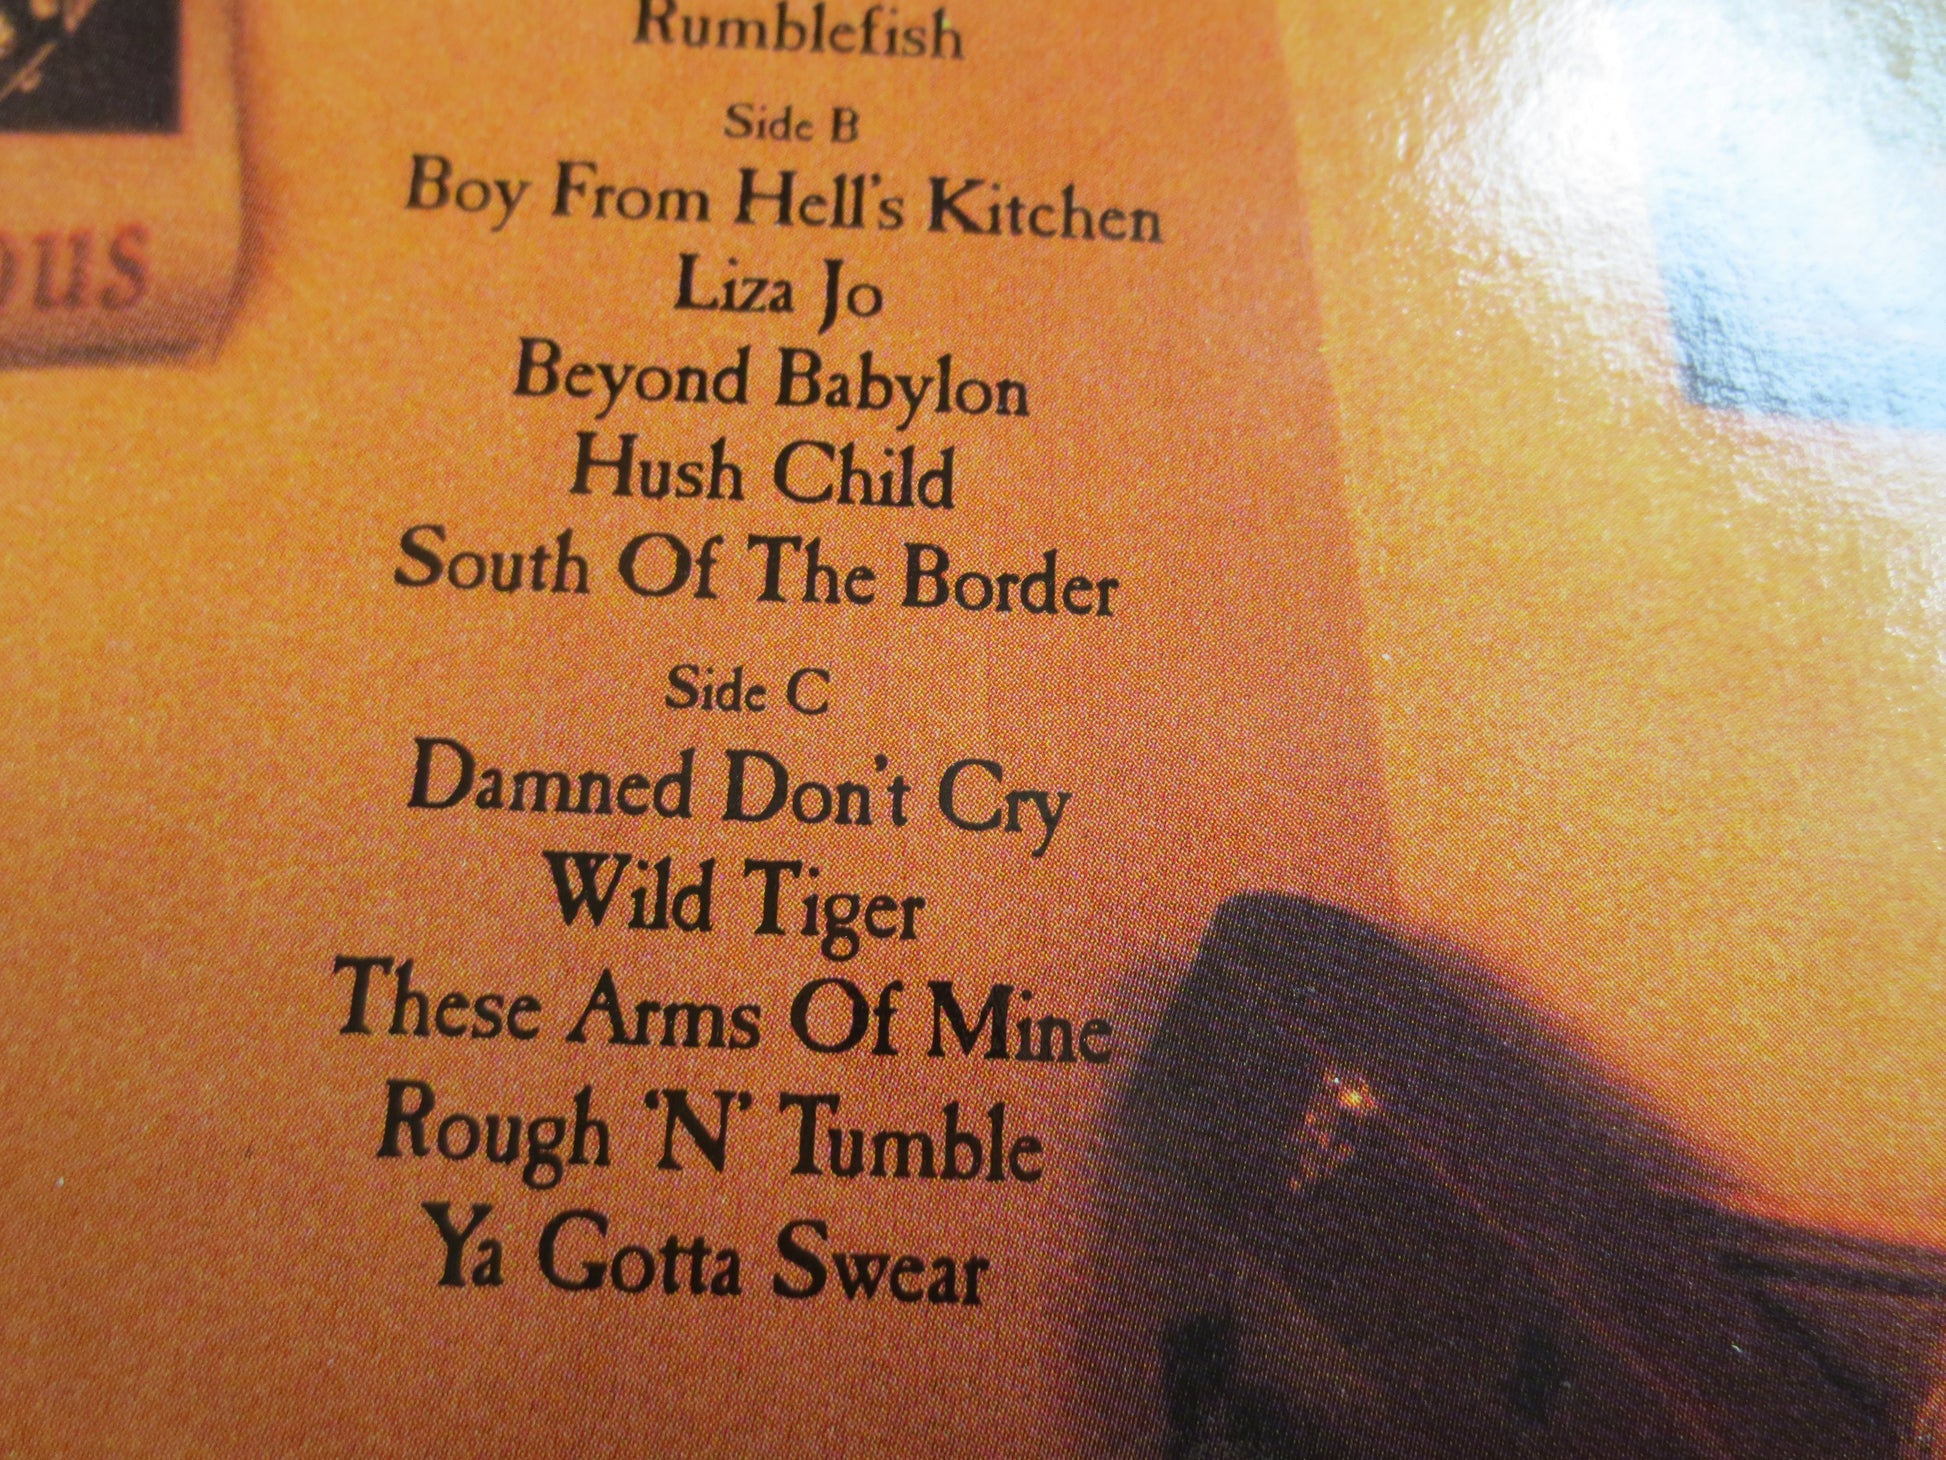 Rumblefish
Side B
Boy From Hell's Kitchen
Liza Jo
Beyond Babylon
Hush Child
South Of The Border
Side C
Damned Don't Cry
Wild Tiger
These Arms Of Mine
Rough 'N' Tumble
Ya Gotta Swear